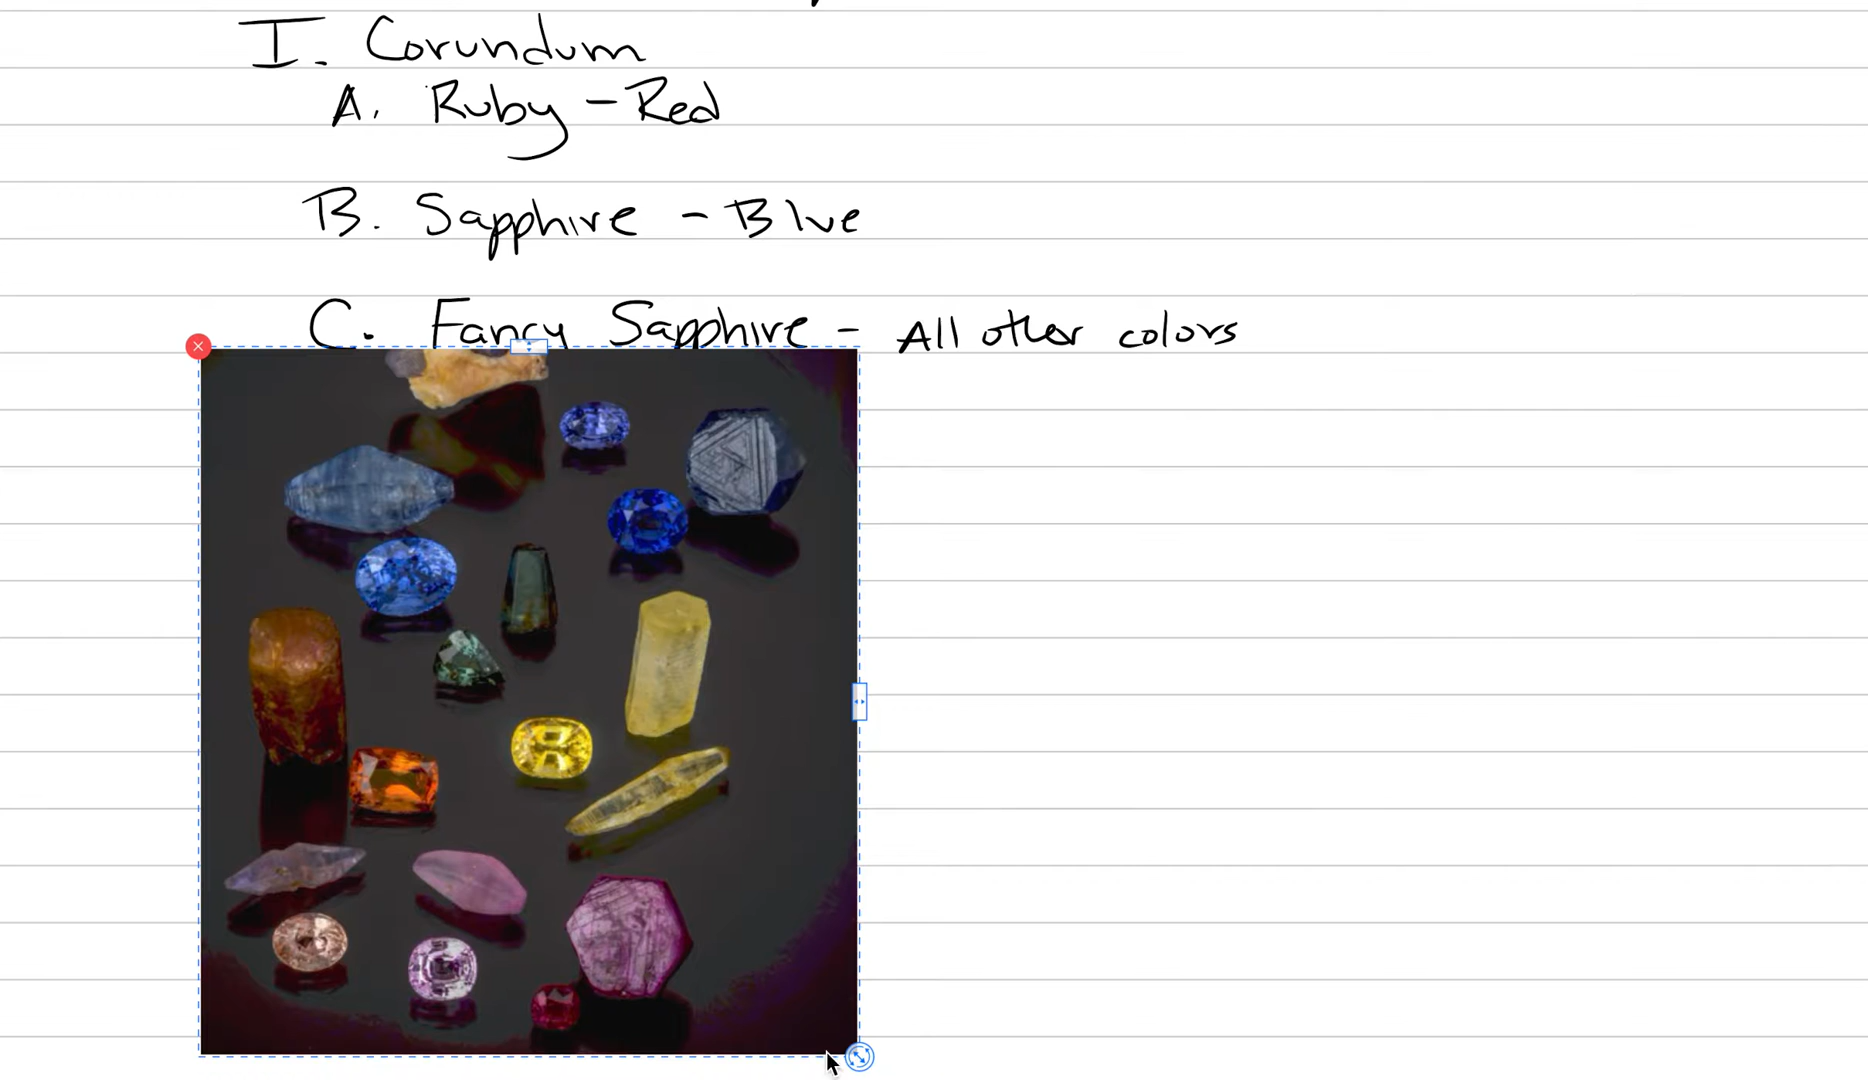 I. Corundum
A. Ruby - Red
B. Sapphire - Blue
C. Fancy Sapphire - All other colors